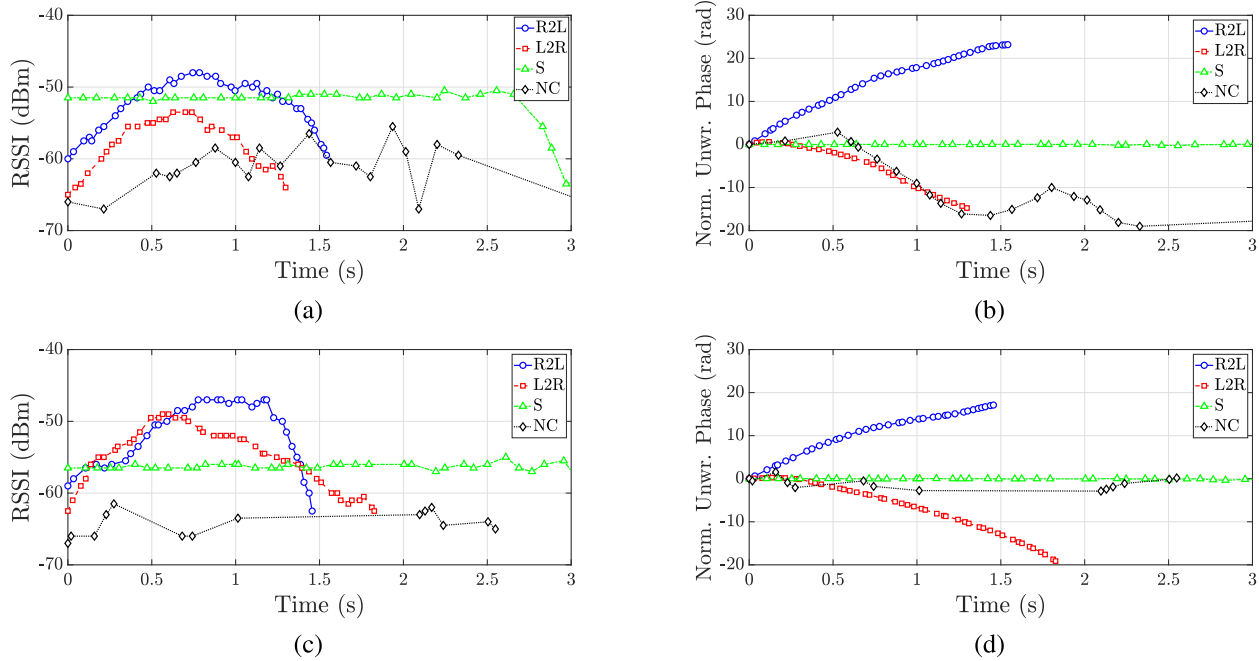 RSSI (dBm)
-40
-50
-60
-70
0
0.5
1
1.5
2
2.5
3
Time (s)
R2L
L2R
S
NC
(a)
Norm. Unwr. Phase (rad)
30
20
10
0
-10
-20
0
0.5
1
1.5
2
2.5
3
Time (s)
R2L
L2R
S
NC
(b)
RSSI (dBm)
-40
-50
-60
-70
0
0.5
1
1.5
2
2.5
3
Time (s)
R2L
L2R
S
NC
(c)
Norm. Unwr. Phase (rad)
30
20
10
0
-10
-20
0
0.5
1
1.5
2
2.5
3
Time (s)
R2L
L2R
S
NC
(d)